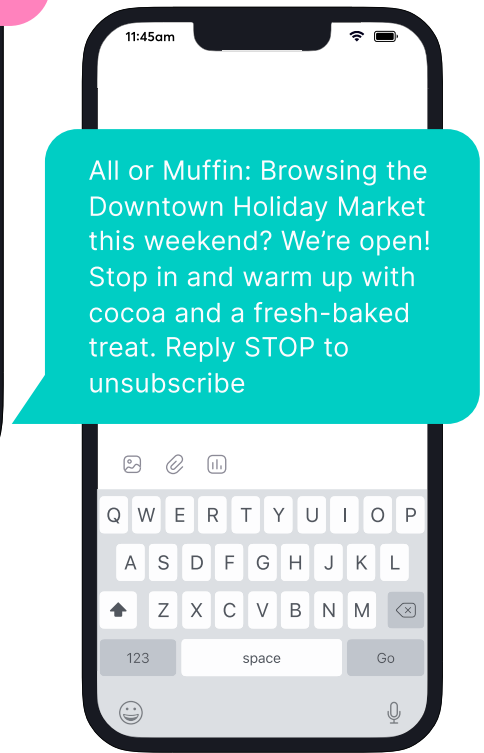 11:45am
All or Muffin: Browsing the
Downtown Holiday Market
this weekend? We’re open!
Stop in and warm up with
cocoa and a fresh-baked
treat. Reply STOP to
unsubscribe
Q W E R T Y U I O P
A S D F G H J K L
Z X C V B N M
123 space Go